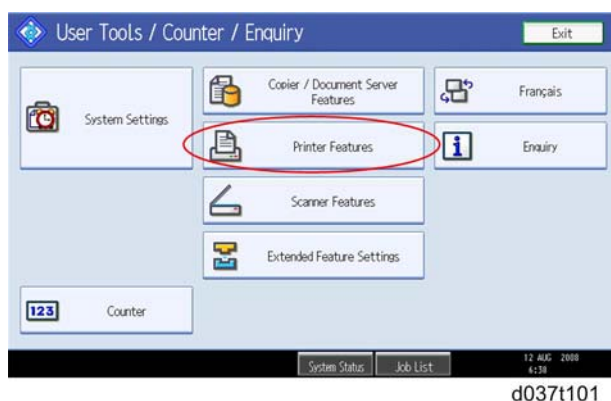 User Tools / Counter / Enquiry
Exit
System Settings
Copier / Document Server
Features
Français
Printer Features
i
Enquiry
Scanner Features
Extended Feature Settings
123
Counter
System Status
Job List
12 AUG 2008
6:38
d037t101